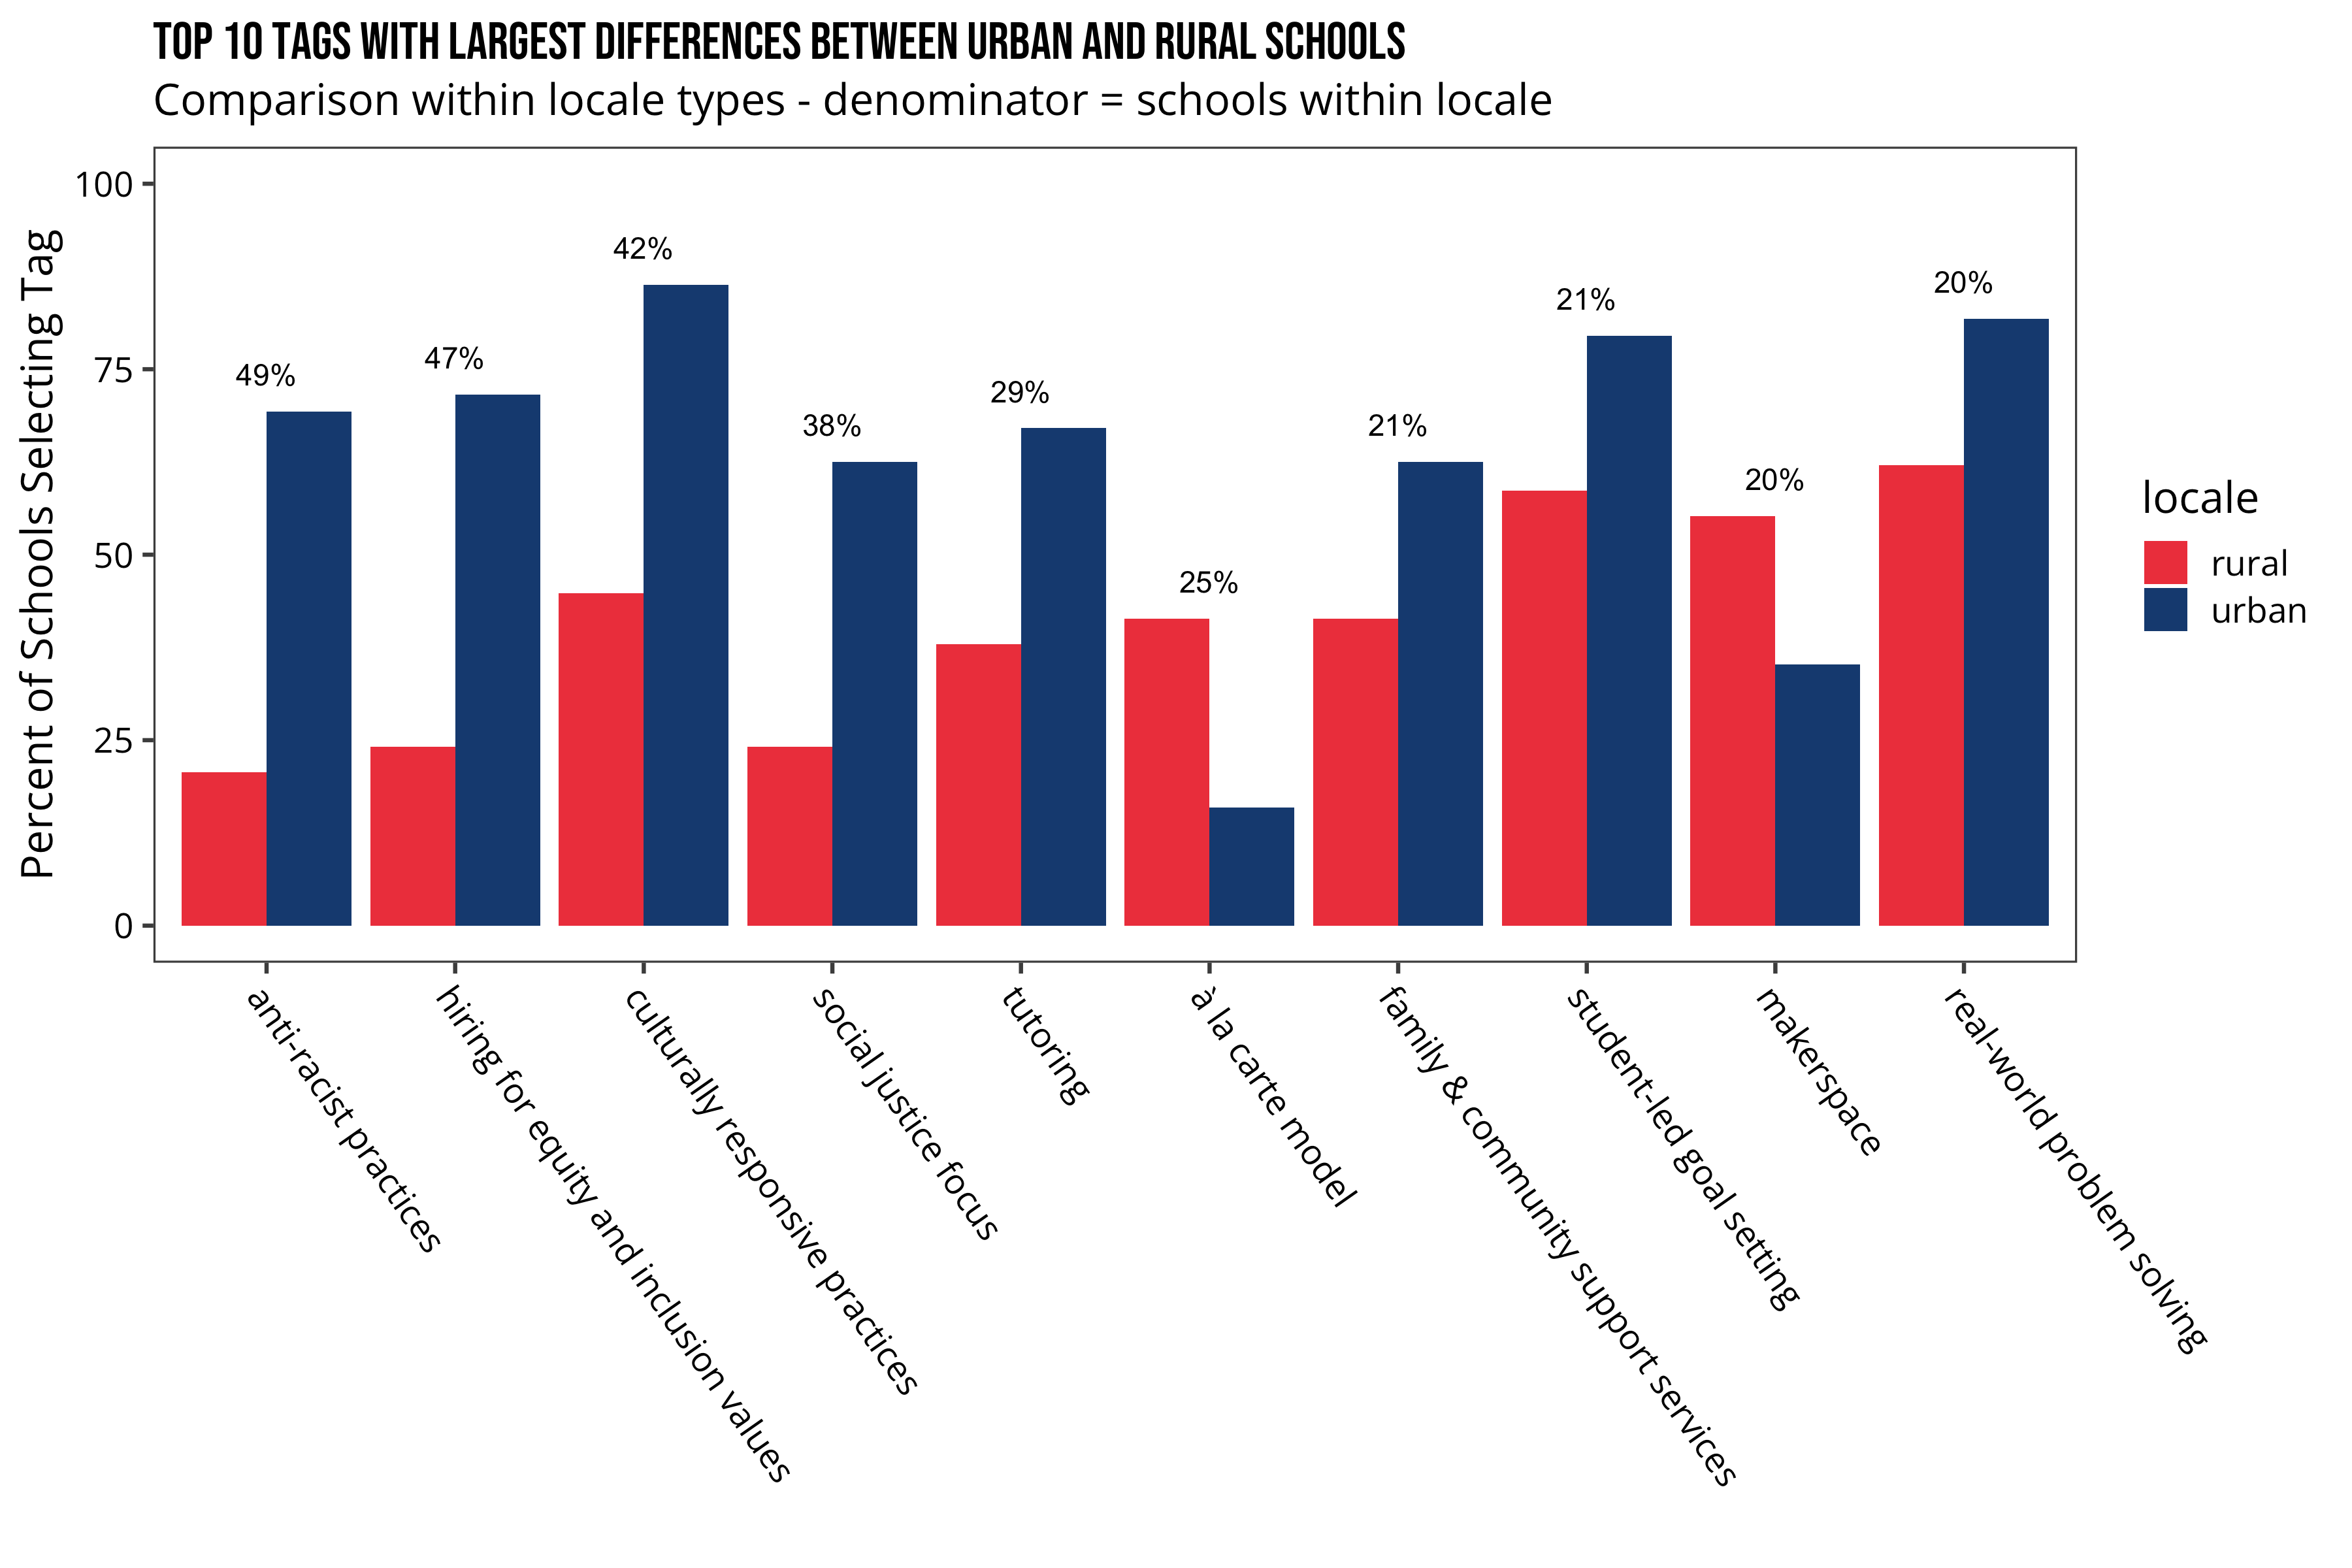 TOP 10 TAGS WITH LARGEST DIFFERENCES BETWEEN URBAN AND RURAL SCHOOLS
Comparison within locale types - denominator = schools within locale
Percent of Schools Selecting Tag
100
75
50
25
0
49%
47%
42%
38%
29%
25%
21%
21%
20%
20%
anti-racist practices
hiring for equity and inclusion values
culturally responsive practices
social justice focus
tutoring
à la carte model
family & community support services
student-led goal setting
makerspace
real-world problem solving
locale
rural
urban